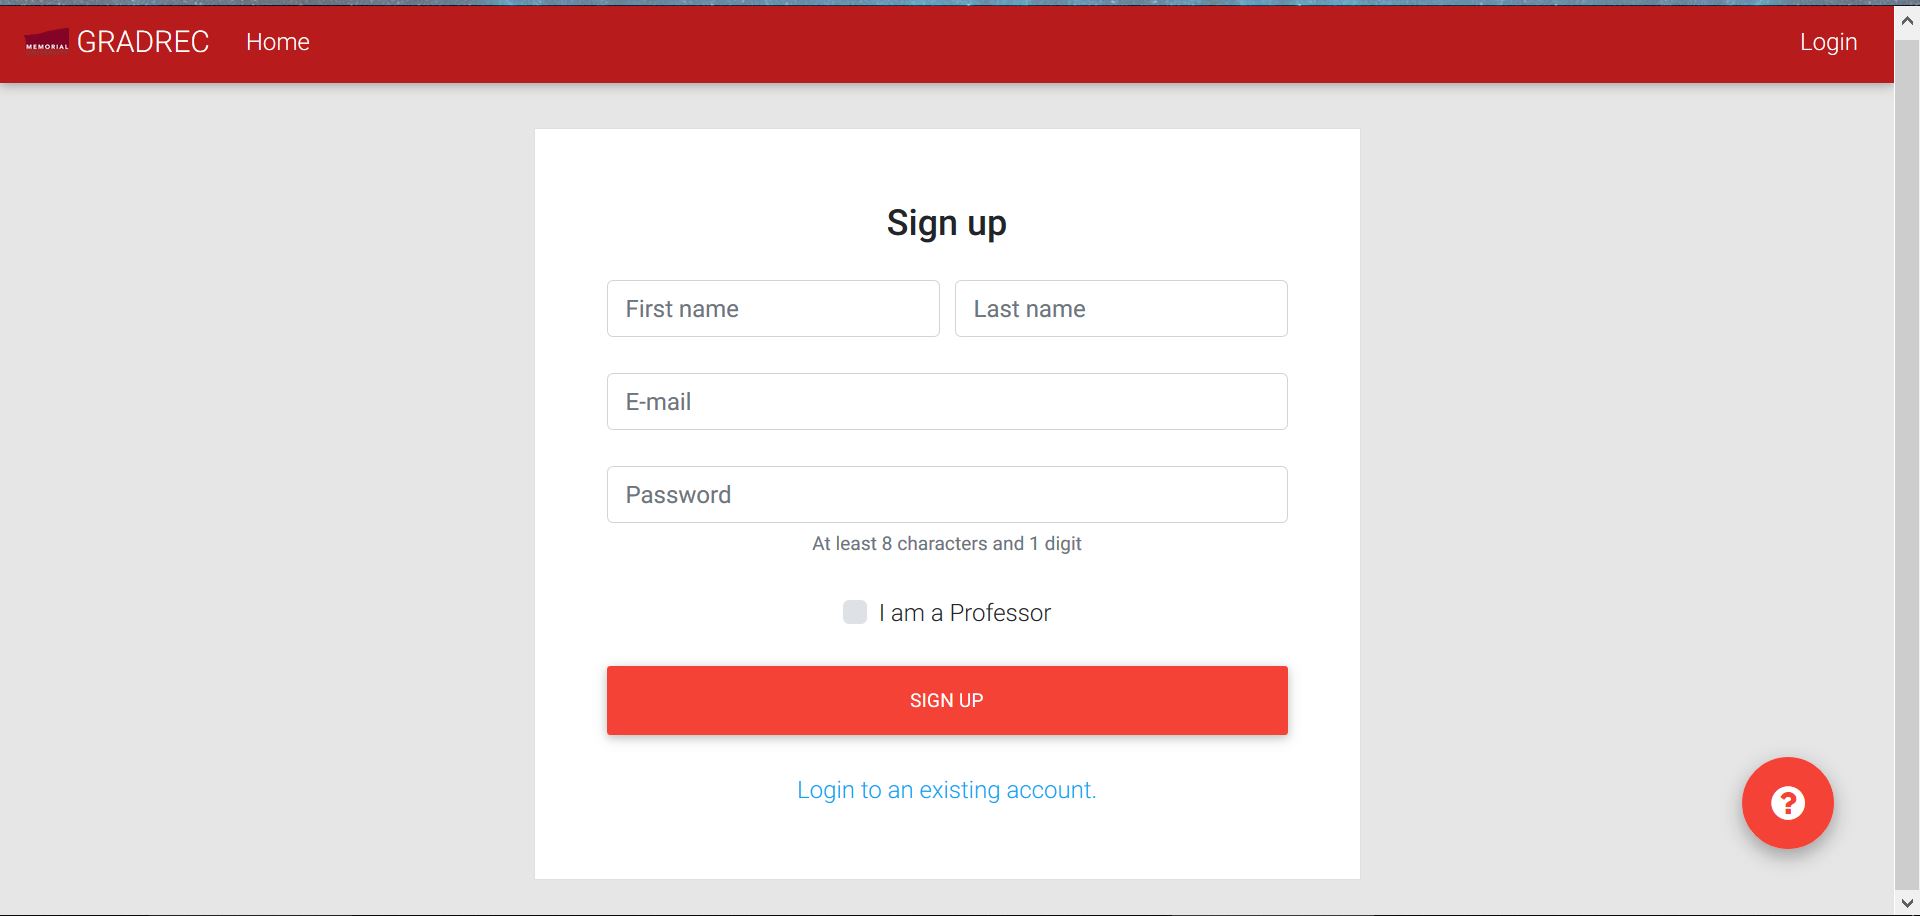 MEMORIAL GRADREC Home Login
Sign up
First name Last name
E-mail
Password
At least 8 characters and 1 digit
I am a Professor
SIGN UP
Login to an existing account.
?